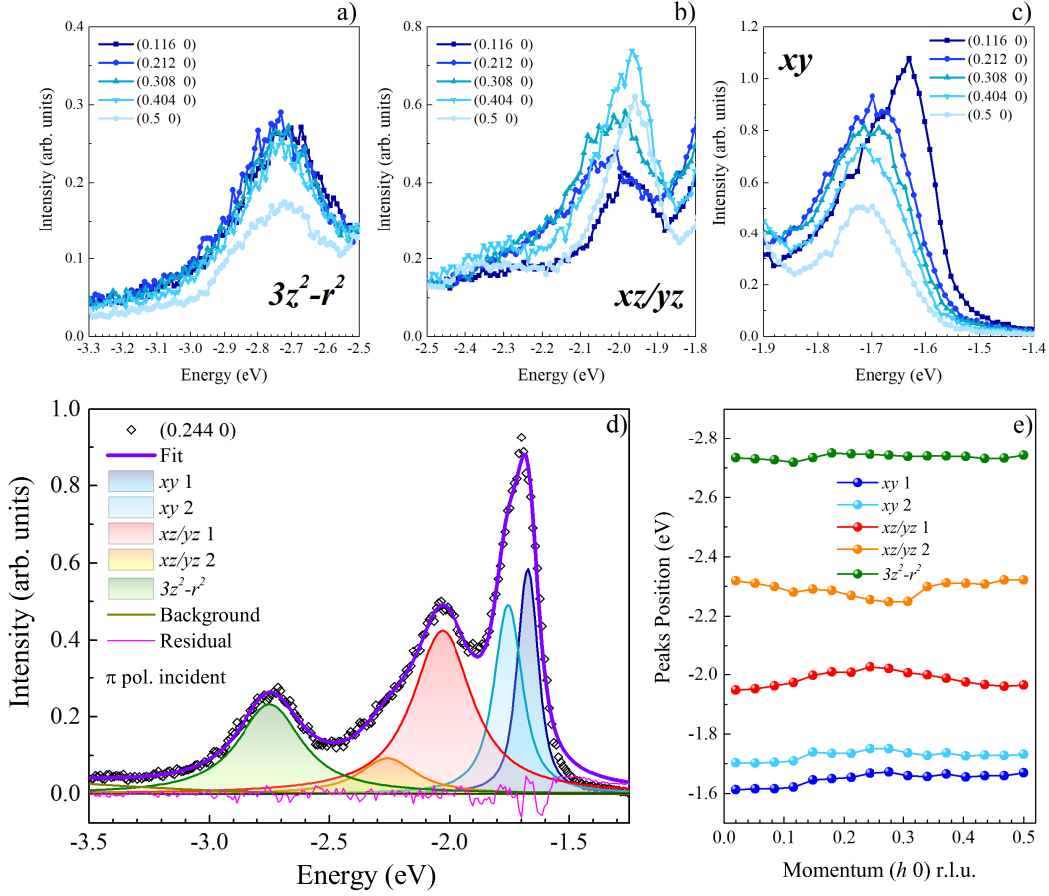 a)
0.4
0.3
0.2
0.1
0.0
Intensity (arb. units)
(0.116 0)
(0.212 0)
(0.308 0)
(0.404 0)
(0.5 0)
3z²-r²
-3.3 -3.2 -3.1 -3.0 -2.9 -2.8 -2.7 -2.6 -2.5
Energy (eV)
b)
0.8
0.6
0.4
0.2
0.0
Intensity (arb. units)
(0.116 0)
(0.212 0)
(0.308 0)
(0.404 0)
(0.5 0)
xz/yz
-2.5 -2.4 -2.3 -2.2 -2.1 -2.0 -1.9 -1.8
Energy (eV)
c)
1.2
1.0
0.8
0.6
0.4
0.2
0.0
Intensity (arb. units)
xy
(0.116 0)
(0.212 0)
(0.308 0)
(0.404 0)
(0.5 0)
-1.9 -1.8 -1.7 -1.6 -1.5 -1.4
Energy (eV)
d)
1.0
0.8
0.6
0.4
0.2
0.0
Intensity (arb. units)
(0.244 0)
Fit
xy 1
xy 2
xz/yz 1
xz/yz 2
3z²-r²
Background
Residual
π pol. incident
-3.5 -3.0 -2.5 -2.0 -1.5
Energy (eV)
e)
-2.8
-2.6
-2.4
-2.2
-2.0
-1.8
-1.6
Peaks Position (eV)
xy 1
xy 2
xz/yz 1
xz/yz 2
3z²-r²
0.0 0.1 0.2 0.3 0.4 0.5
Momentum (h 0) r.l.u.